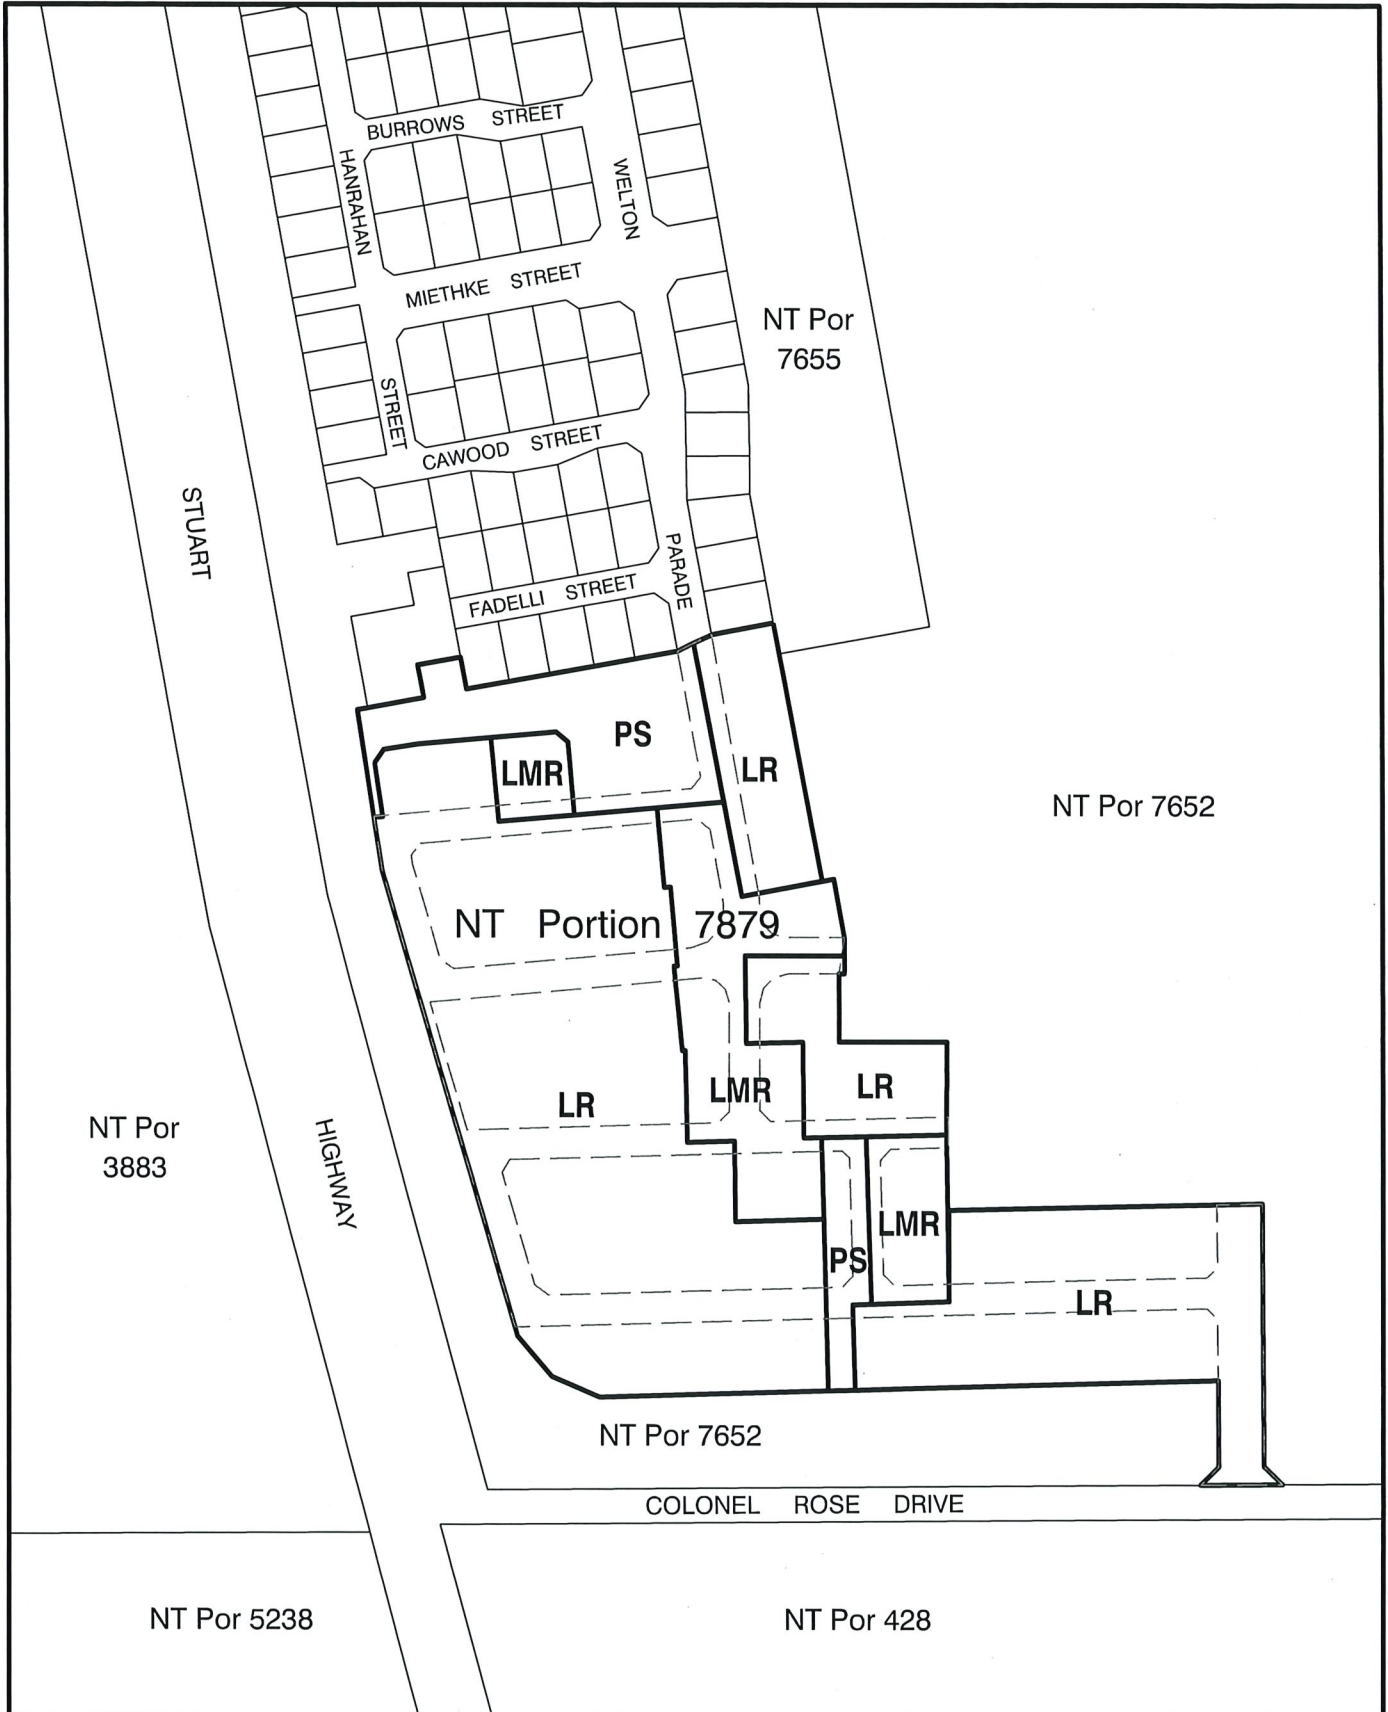 BURROWS STREET
HANRAHAN
WELTON
MIETHKE STREET
NT Por
7655
STREET
CAWOOD STREET
STUART
PARADE
FADELLI STREET
PS
LMR
LR
NT Por 7652
NT Portion 7879
LR
LMR
LR
NT Por
3883
HIGHWAY
LMR
PS
LR
NT Por 7652
COLONEL ROSE DRIVE
NT Por 5238
NT Por 428